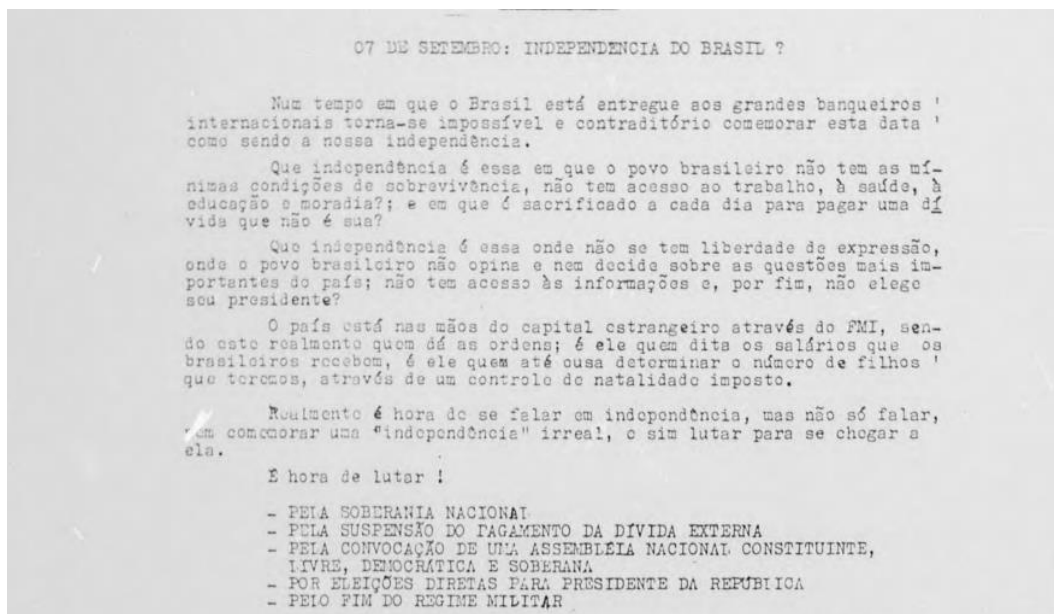 07 DE SETEMBRO: INDEPENDENCIA DO BRASIL ?
Num tempo em que o Brasil está entregue aos grandes banqueiros '
internacionais torna-se impossível e contraditório comemorar esta data '
como sendo a nossa independência.
Que independência é essa em que o povo brasileiro não tem as mí-
nimas condições de sobrevivência, não tem acesso ao trabalho, à saúde, à
educação e moradia?; e em que é sacrificado a cada dia para pagar uma dí
vida que não é sua?
Que independência é essa onde não se tem liberdade de expressão,
onde o povo brasileiro não opina e nem decide sobre as questões mais im-
portantes do país; não tem acesso às informações e, por fim, não elege
seu presidente?
O país está nas mãos do capital estrangeiro através do FMI, sen-
do este realmente quem dá as ordens; é ele quem dita os salários que os
brasileiros recebem, é ele quem até ousa determinar o número de filhos '
que teremos, através de um controle de natalidade imposto.
Realmente é hora de se falar em independência, mas não só falar,
nem comemorar uma "independência" irreal, e sim lutar para se chegar a
ela.
É hora de lutar !
- PELA SOBERANIA NACIONAL
- PELA SUSPENSÃO DO PAGAMENTO DA DÍVIDA EXTERNA
- PELA CONVOCAÇÃO DE UMA ASSEMBLÉIA NACIONAL CONSTITUINTE,
LIVRE, DEMOCRÁTICA E SOBERANA
- POR ELEIÇÕES DIRETAS PARA PRESIDENTE DA REPÚBLICA
- PELO FIM DO REGIME MILITAR